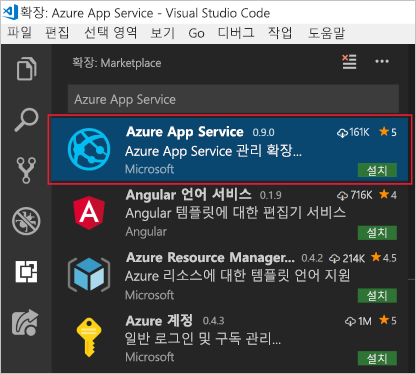 확장: Azure App Service - Visual Studio Code
파일 편집 선택 영역 보기 Go 디버그 작업 도움말
확장: Marketplace
Azure App Service
Azure App Service 0.9.0 161K 5
Azure App Service 관리 확장...
Microsoft 설치
Angular 언어 서비스 0.1.9 716K 4
Angular 템플릿에 대한 편집기 서비스
Angular 설치
Azure Resource Manager... 0.4.2 214K 4.5
Azure 리소스에 대한 템플릿 언어 지원
Microsoft 설치
Azure 계정 0.4.3 1M 5
일반 로그인 및 구독 관리...
Microsoft 설치